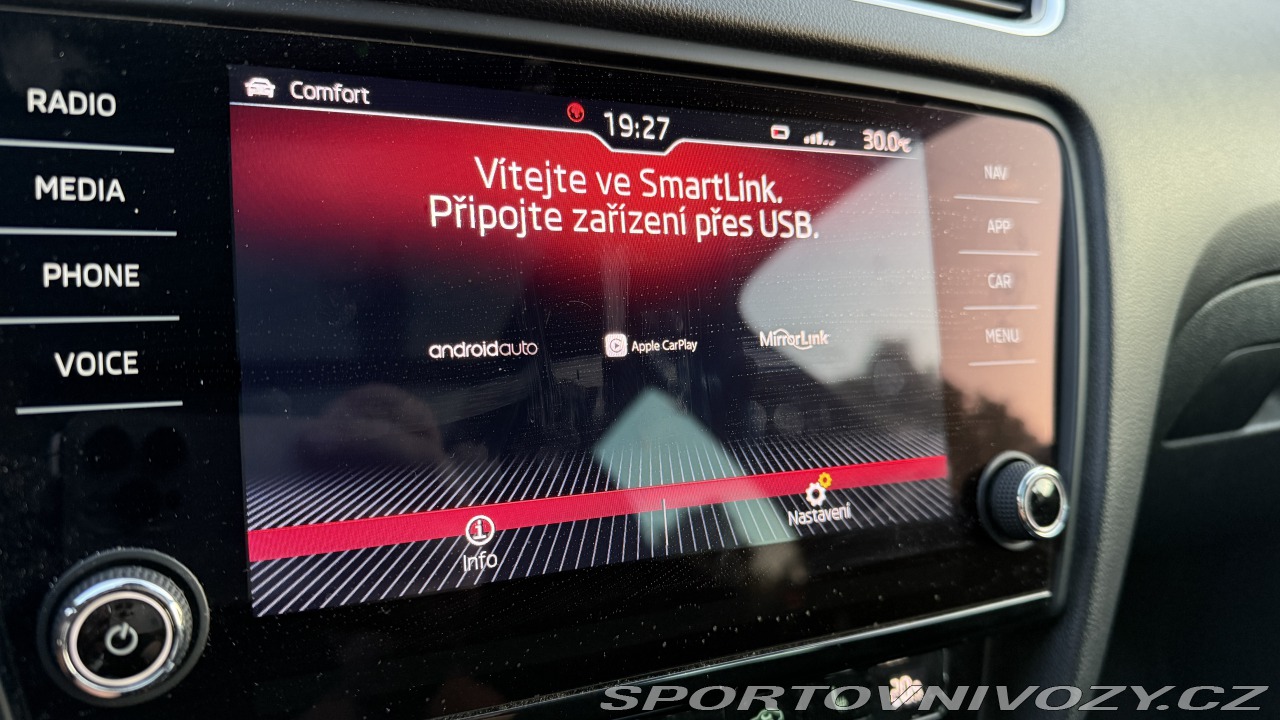 RADIO
MEDIA
PHONE
VOICE
Comfort
19:27
30.0°C
Vítejte ve SmartLink.
Připojte zařízení přes USB.
androidauto
Apple CarPlay
MirrorLink
Info
Nastavení
NAV
APP
CAR
MENU
SPORTOVNIVOZY.CZ